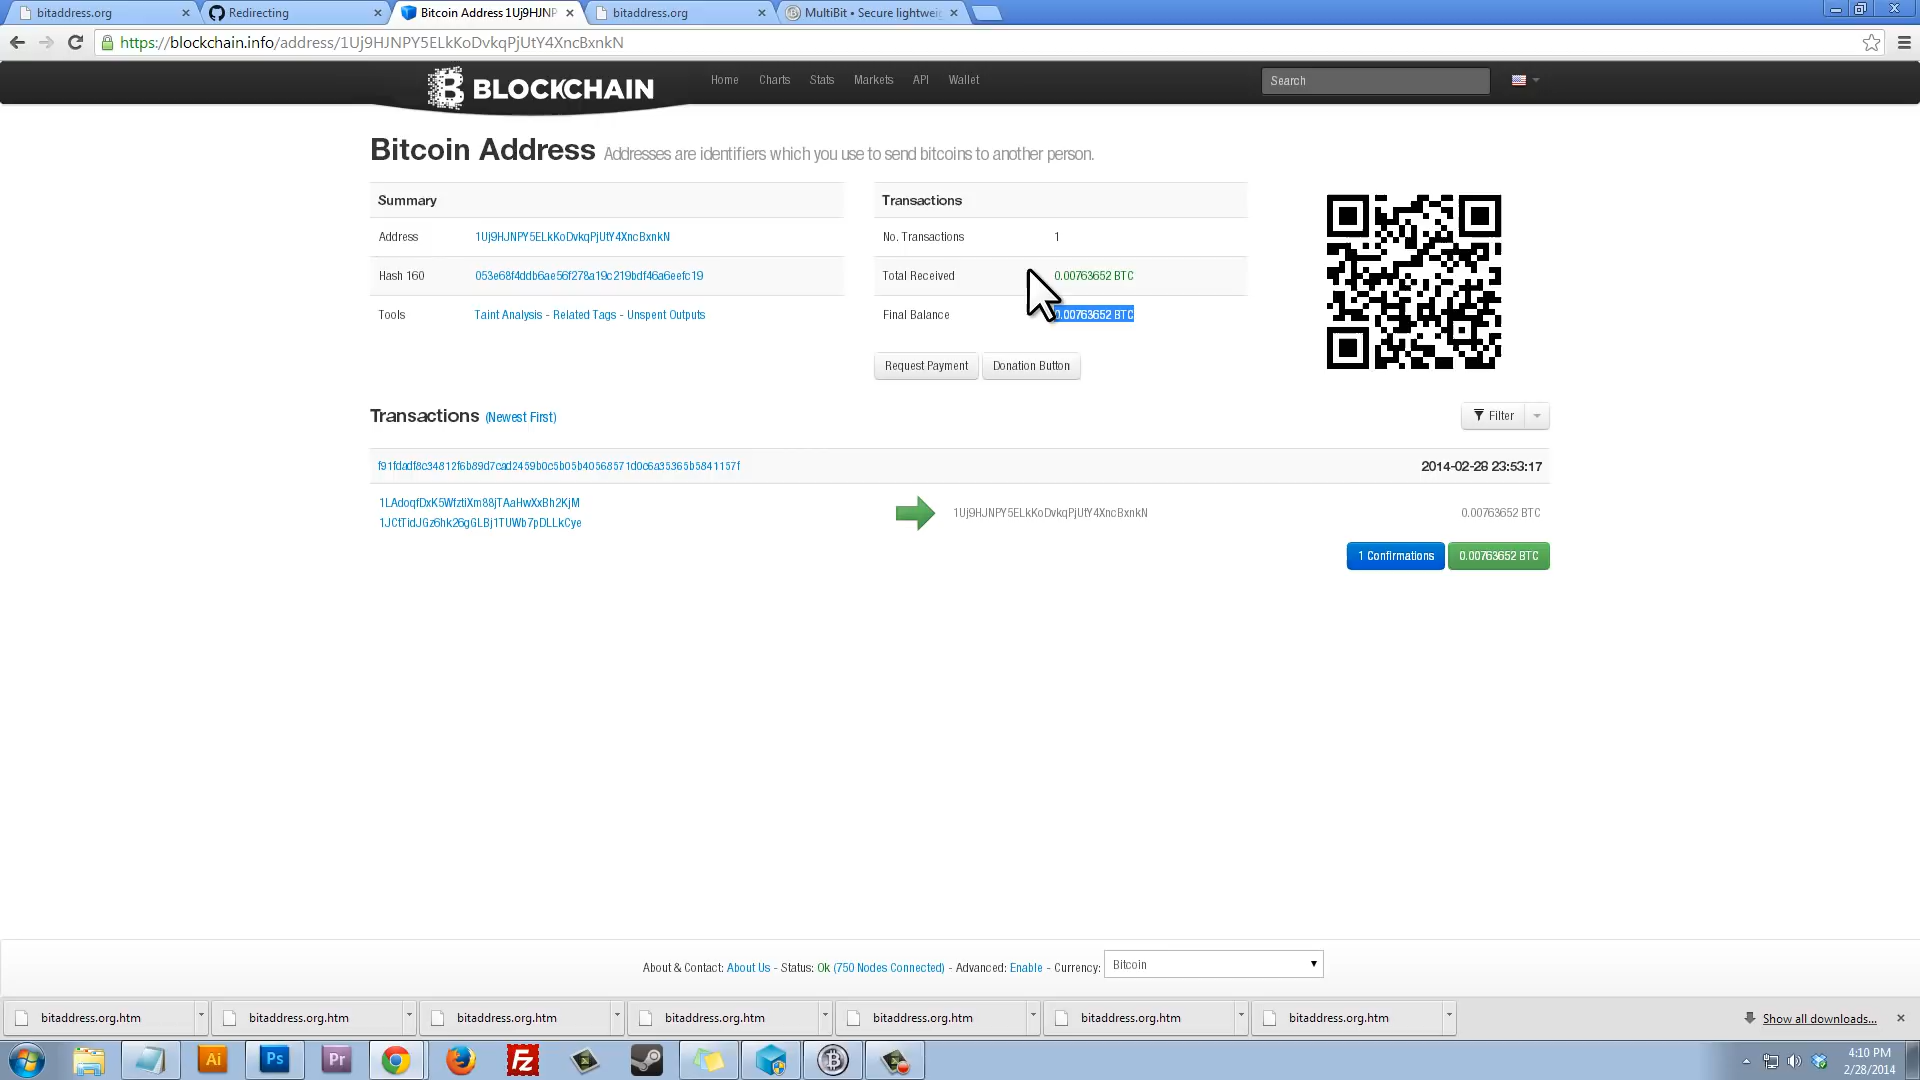 bitaddress.org
Redirecting
Bitcoin Address 1Uj9HJNP
bitaddress.org
MultiBit • Secure lightwei
https://blockchain.info/address/1Uj9HJNPY5ELkKoDvkqPjUtY4XncBxnkN
BLOCKCHAIN
Home Charts Stats Markets API Wallet
Search
Bitcoin Address Addresses are identifiers which you use to send bitcoins to another person.
Summary
Address 1Uj9HJNPY5ELkKoDvkqPjUtY4XncBxnkN
Hash 160 053e68f4ddb6ae56f278a19c219bdf46a6eefc19
Tools Taint Analysis - Related Tags - Unspent Outputs
Transactions
No. Transactions 1
Total Received 0.00763652 BTC
Final Balance 0.00763652 BTC
Request Payment Donation Button
Transactions (Newest First)
Filter
f91fdadf8c34812f6b89d7cad2459b0c5b05b40568571d0c6a35365b5841157f 2014-02-28 23:53:17
1LAdoqfDxK5WfztiXm88jTAaHwXxBh2KjM
1JCtTidJGz6hk26gGLBj1TUWb7pDLLkCye
1Uj9HJNPY5ELkKoDvkqPjUtY4XncBxnkN 0.00763652 BTC
1 Confirmations 0.00763652 BTC
About & Contact: About Us - Status: Ok (750 Nodes Connected) - Advanced: Enable - Currency: Bitcoin
bitaddress.org.htm bitaddress.org.htm bitaddress.org.htm bitaddress.org.htm bitaddress.org.htm bitaddress.org.htm bitaddress.org.htm Show all downloads...
Ai Ps Pr Fz
4:10 PM
2/28/2014